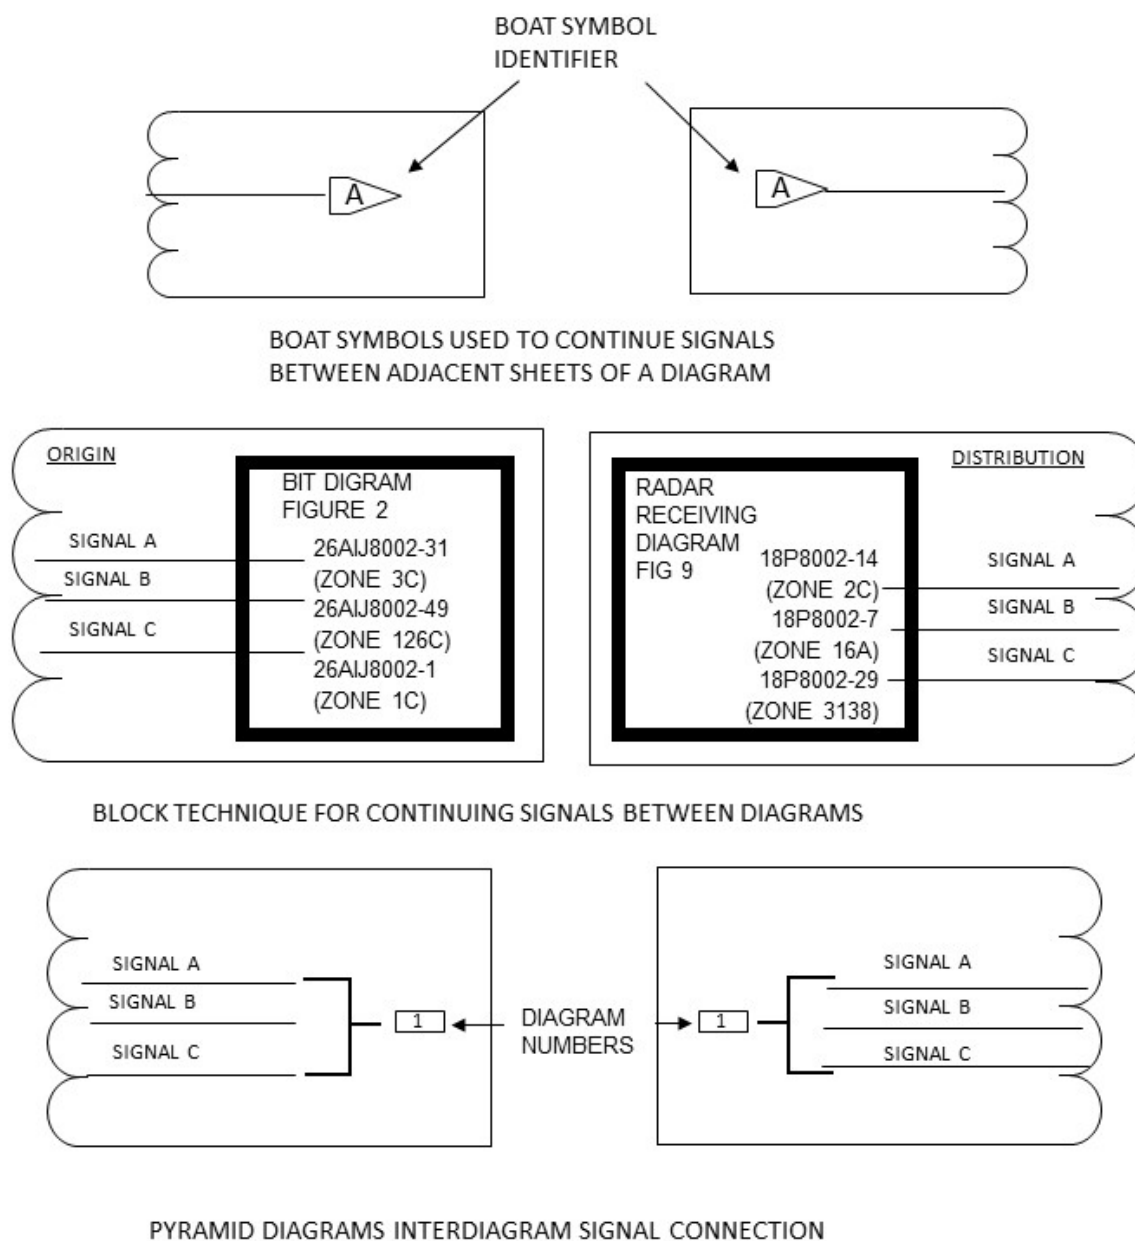 BOAT SYMBOL
IDENTIFIER
A
A
BOAT SYMBOLS USED TO CONTINUE SIGNALS
BETWEEN ADJACENT SHEETS OF A DIAGRAM
ORIGIN
SIGNAL A
SIGNAL B
SIGNAL C
BIT DIGRAM
FIGURE 2
26AIJ8002-31
(ZONE 3C)
26AIJ8002-49
(ZONE 126C)
26AIJ8002-1
(ZONE 1C)
RADAR
RECEIVING
DIAGRAM
FIG 9
18P8002-14
(ZONE 2C)
18P8002-7
(ZONE 16A)
18P8002-29
(ZONE 3138)
DISTRIBUTION
SIGNAL A
SIGNAL B
SIGNAL C
BLOCK TECHNIQUE FOR CONTINUING SIGNALS BETWEEN DIAGRAMS
SIGNAL A
SIGNAL B
SIGNAL C
1
DIAGRAM
NUMBERS
1
SIGNAL A
SIGNAL B
SIGNAL C
PYRAMID DIAGRAMS INTERDIAGRAM SIGNAL CONNECTION